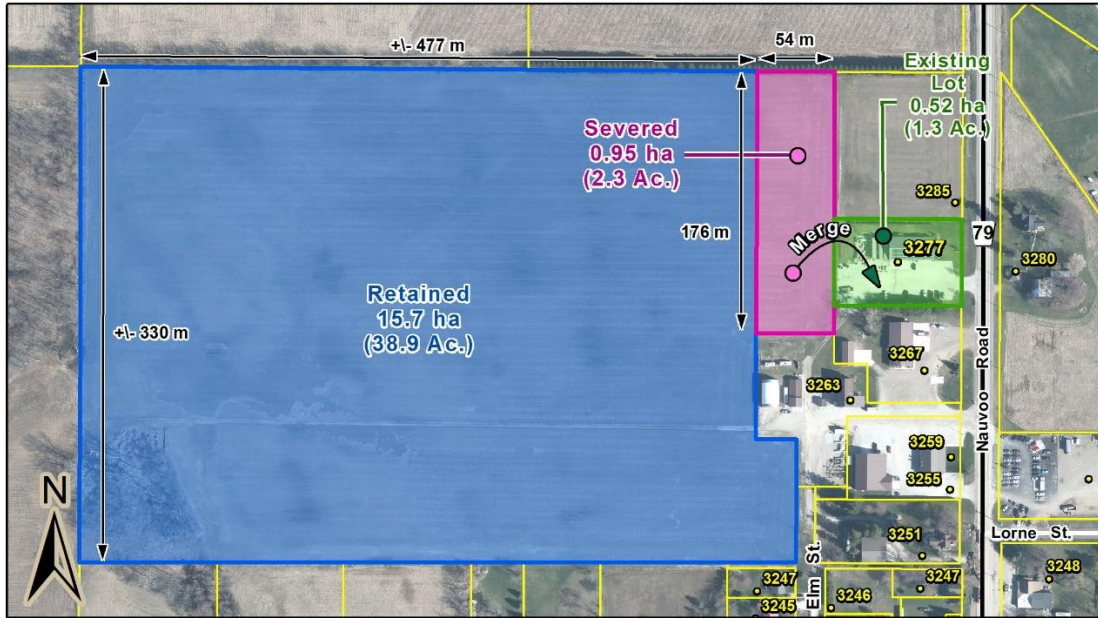 +\- 477 m
54 m
Existing
Lot
0.52 ha
(1.3 Ac.)
Severed
0.95 ha
(2.3 Ac.)
176 m
3285
79
3277
Merge
3280
Retained
15.7 ha
(38.9 Ac.)
+\- 330 m
3267
3263
Nauvoo Road
3259
3255
N
Lorne St.
3251
Elm St.
3247
3247
3248
3246
3245